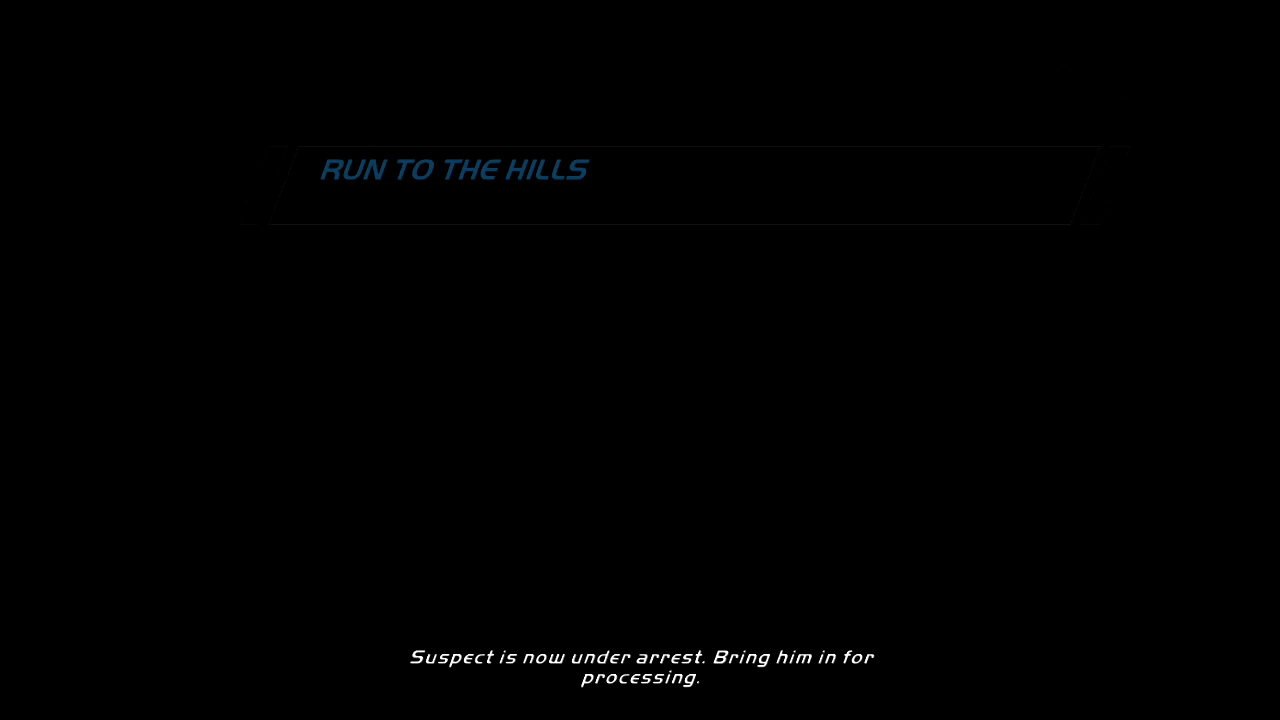 RUN TO THE HILLS
Suspect is now under arrest. Bring him in for
processing.